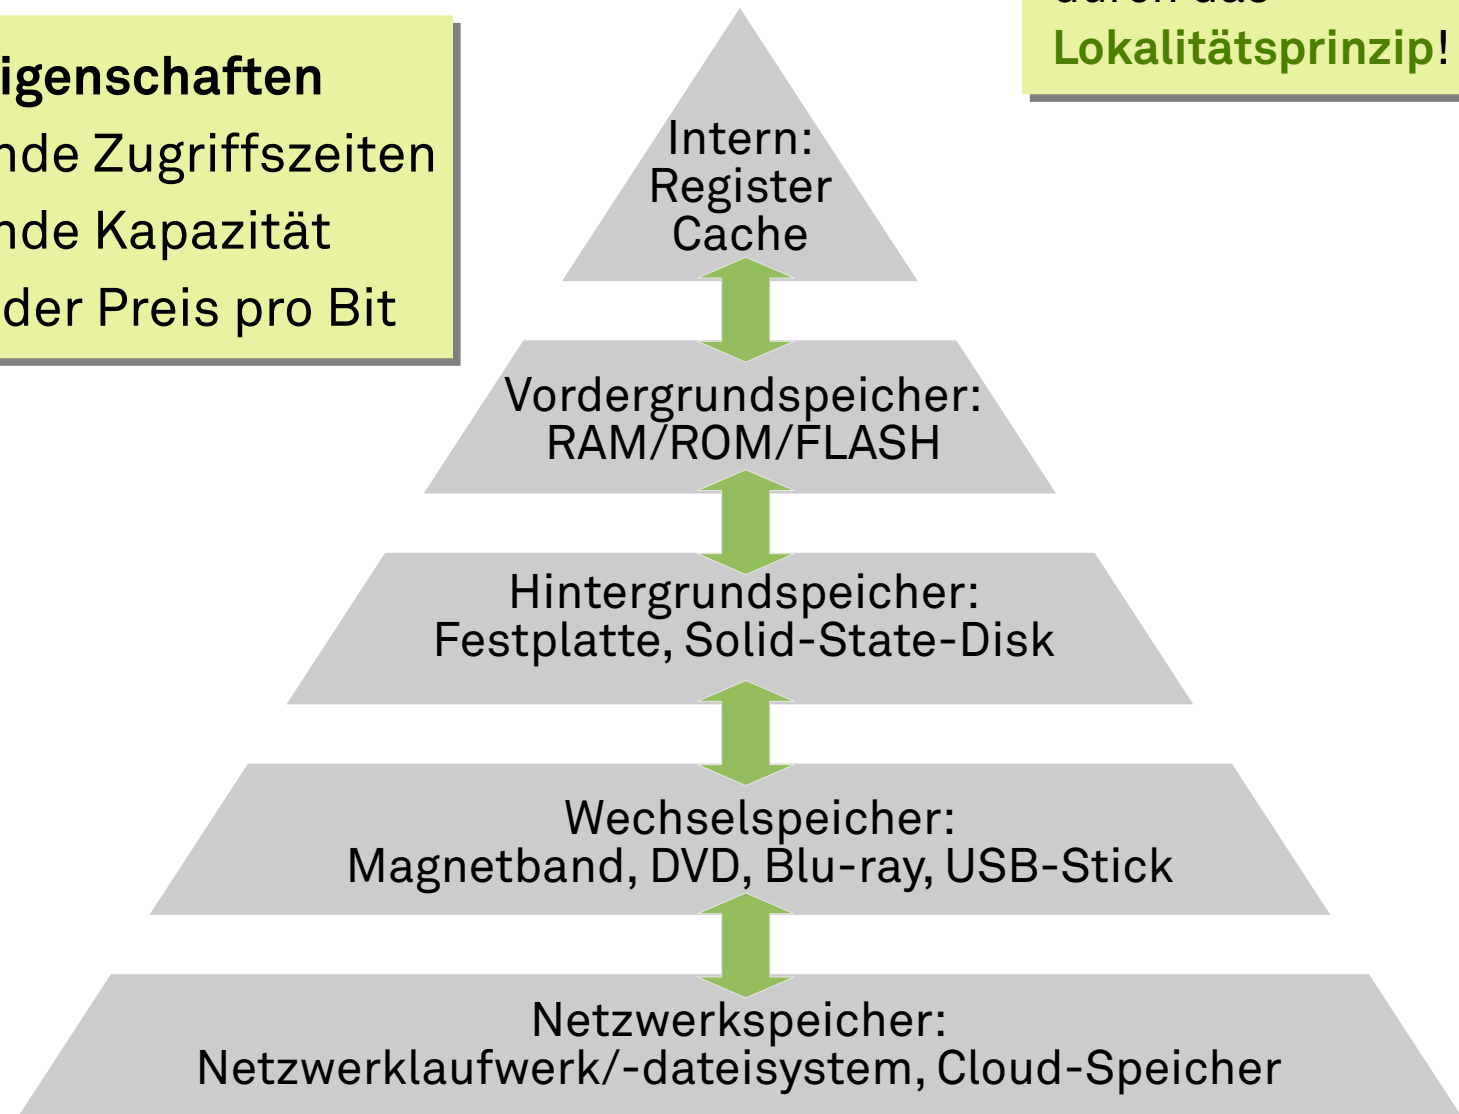 igenschaften
nde Zugriffszeiten
nde Kapazität
der Preis pro Bit
Lokalitätsprinzip!
Intern:
Register
Cache
Vordergrundspeicher:
RAM/ROM/FLASH
Hintergrundspeicher:
Festplatte, Solid-State-Disk
Wechselspeicher:
Magnetband, DVD, Blu-ray, USB-Stick
Netzwerkspeicher:
Netzwerklaufwerk/-dateisystem, Cloud-Speicher